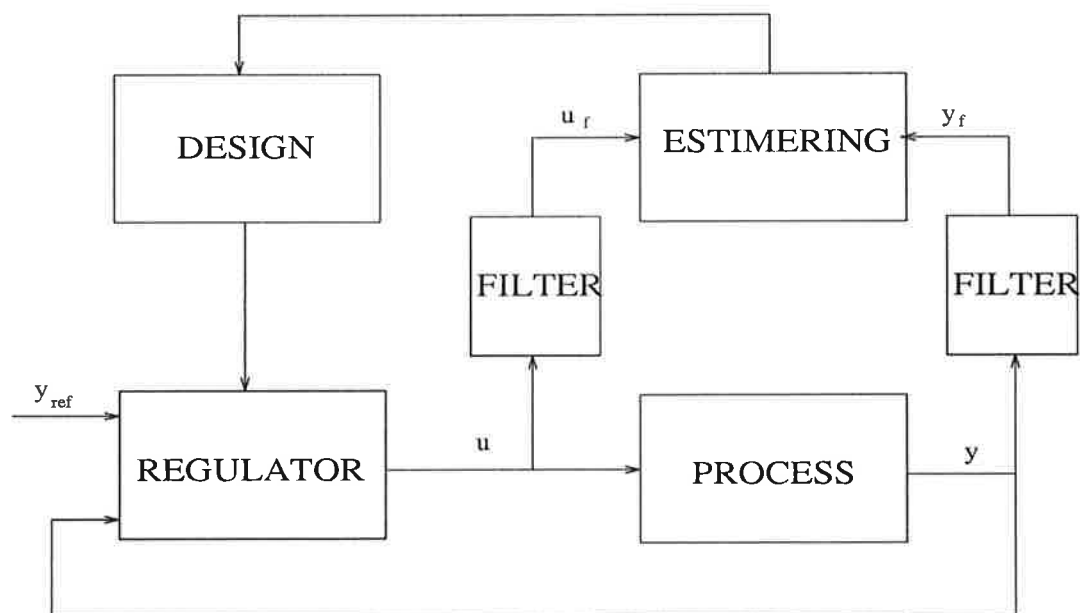 DESIGN
u f
ESTIMERING
y f
FILTER
FILTER
y ref
REGULATOR
u
PROCESS
y